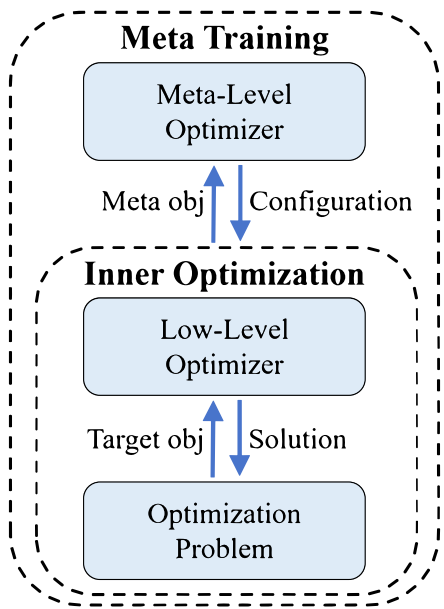 Meta Training
Meta-Level
Optimizer
Meta obj
Configuration
Inner Optimization
Low-Level
Optimizer
Target obj
Solution
Optimization
Problem